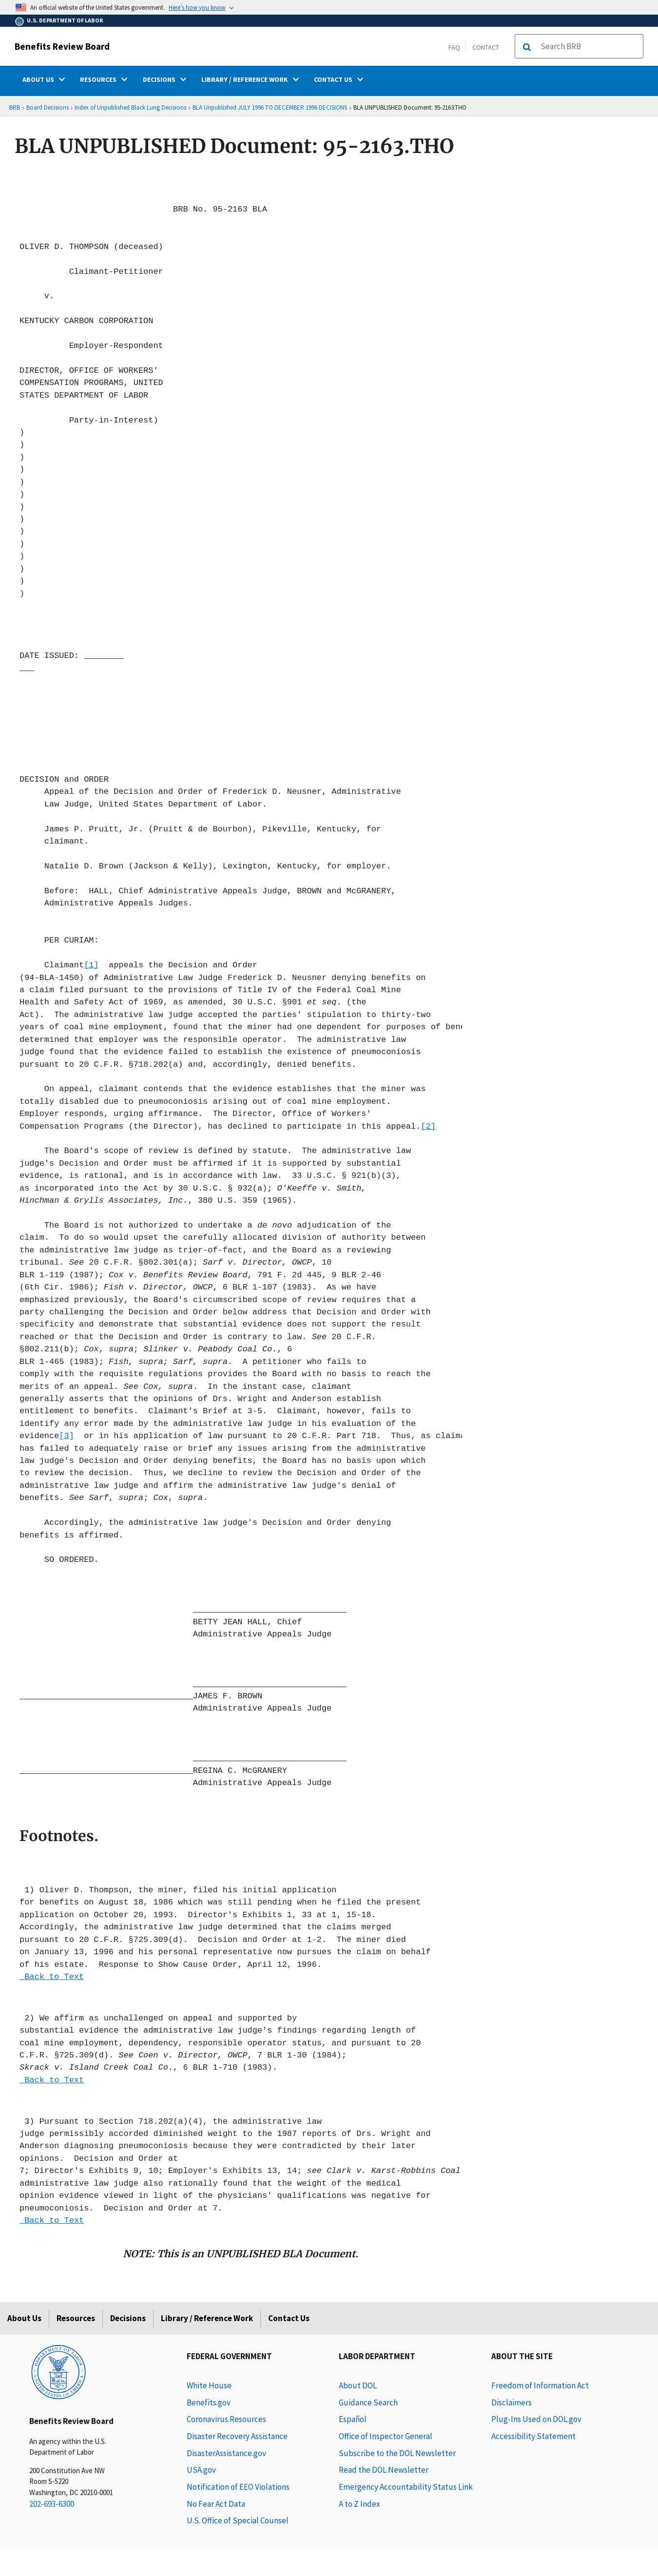 An official website of the United States government. Here's how you know
U.S. DEPARTMENT OF LABOR
Benefits Review Board
FAQ
CONTACT
Search BRB
ABOUT US
RESOURCES
DECISIONS
LIBRARY / REFERENCE WORK
CONTACT US
BRB › Board Decisions › Index of Unpublished Black Lung Decisions › BLA Unpublished JULY 1996 TO DECEMBER 1996 DECISIONS › BLA UNPUBLISHED Document: 95-2163.THO
BLA UNPUBLISHED Document: 95-2163.THO
BRB No. 95-2163 BLA
OLIVER D. THOMPSON (deceased)
Claimant-Petitioner
v.
KENTUCKY CARBON CORPORATION
Employer-Respondent
DIRECTOR, OFFICE OF WORKERS'
COMPENSATION PROGRAMS, UNITED
STATES DEPARTMENT OF LABOR
Party-in-Interest)
)
)
)
)
)
)
)
)
)
)
)
)
)
)
DATE ISSUED: ________
___
DECISION and ORDER
Appeal of the Decision and Order of Frederick D. Neusner, Administrative
Law Judge, United States Department of Labor.
James P. Pruitt, Jr. (Pruitt & de Bourbon), Pikeville, Kentucky, for
claimant.
Natalie D. Brown (Jackson & Kelly), Lexington, Kentucky, for employer.
Before: HALL, Chief Administrative Appeals Judge, BROWN and McGRANERY,
Administrative Appeals Judges.
PER CURIAM:
Claimant[1] appeals the Decision and Order
(94-BLA-1450) of Administrative Law Judge Frederick D. Neusner denying benefits on
a claim filed pursuant to the provisions of Title IV of the Federal Coal Mine
Health and Safety Act of 1969, as amended, 30 U.S.C. §901 et seq. (the
Act). The administrative law judge accepted the parties' stipulation to thirty-two
years of coal mine employment, found that the miner had one dependent for purposes of bene
determined that employer was the responsible operator. The administrative law
judge found that the evidence failed to establish the existence of pneumoconiosis
pursuant to 20 C.F.R. §718.202(a) and, accordingly, denied benefits.
On appeal, claimant contends that the evidence establishes that the miner was
totally disabled due to pneumoconiosis arising out of coal mine employment.
Employer responds, urging affirmance. The Director, Office of Workers'
Compensation Programs (the Director), has declined to participate in this appeal.[2]
The Board's scope of review is defined by statute. The administrative law
judge's Decision and Order must be affirmed if it is supported by substantial
evidence, is rational, and is in accordance with law. 33 U.S.C. § 921(b)(3),
as incorporated into the Act by 30 U.S.C. § 932(a); O'Keeffe v. Smith,
Hinchman & Grylls Associates, Inc., 380 U.S. 359 (1965).
The Board is not authorized to undertake a de novo adjudication of the
claim. To do so would upset the carefully allocated division of authority between
the administrative law judge as trier-of-fact, and the Board as a reviewing
tribunal. See 20 C.F.R. §802.301(a); Sarf v. Director, OWCP, 10
BLR 1-119 (1987); Cox v. Benefits Review Board, 791 F. 2d 445, 9 BLR 2-46
(6th Cir. 1986); Fish v. Director, OWCP, 6 BLR 1-107 (1983). As we have
emphasized previously, the Board's circumscribed scope of review requires that a
party challenging the Decision and Order below address that Decision and Order with
specificity and demonstrate that substantial evidence does not support the result
reached or that the Decision and Order is contrary to law. See 20 C.F.R.
§802.211(b); Cox, supra; Slinker v. Peabody Coal Co., 6
BLR 1-465 (1983); Fish, supra; Sarf, supra. A petitioner who fails to
comply with the requisite regulations provides the Board with no basis to reach the
merits of an appeal. See Cox, supra. In the instant case, claimant
generally asserts that the opinions of Drs. Wright and Anderson establish
entitlement to benefits. Claimant's Brief at 3-5. Claimant, however, fails to
identify any error made by the administrative law judge in his evaluation of the
evidence[3] or in his application of law pursuant to 20 C.F.R. Part 718. Thus, as claima
has failed to adequately raise or brief any issues arising from the administrative
law judge's Decision and Order denying benefits, the Board has no basis upon which
to review the decision. Thus, we decline to review the Decision and Order of the
administrative law judge and affirm the administrative law judge's denial of
benefits. See Sarf, supra; Cox, supra.
Accordingly, the administrative law judge's Decision and Order denying
benefits is affirmed.
SO ORDERED.
BETTY JEAN HALL, Chief
Administrative Appeals Judge
JAMES F. BROWN
Administrative Appeals Judge
REGINA C. McGRANERY
Administrative Appeals Judge
Footnotes.
1) Oliver D. Thompson, the miner, filed his initial application
for benefits on August 18, 1986 which was still pending when he filed the present
application on October 20, 1993. Director's Exhibits 1, 33 at 1, 15-18.
Accordingly, the administrative law judge determined that the claims merged
pursuant to 20 C.F.R. §725.309(d). Decision and Order at 1-2. The miner died
on January 13, 1996 and his personal representative now pursues the claim on behalf
of his estate. Response to Show Cause Order, April 12, 1996.
Back to Text
2) We affirm as unchallenged on appeal and supported by
substantial evidence the administrative law judge's findings regarding length of
coal mine employment, dependency, responsible operator status, and pursuant to 20
C.F.R. §725.309(d). See Coen v. Director, OWCP, 7 BLR 1-30 (1984);
Skrack v. Island Creek Coal Co., 6 BLR 1-710 (1983).
Back to Text
3) Pursuant to Section 718.202(a)(4), the administrative law
judge permissibly accorded diminished weight to the 1987 reports of Drs. Wright and
Anderson diagnosing pneumoconiosis because they were contradicted by their later
opinions. Decision and Order at
7; Director's Exhibits 9, 10; Employer's Exhibits 13, 14; see Clark v. Karst-Robbins Coal
administrative law judge also rationally found that the weight of the medical
opinion evidence viewed in light of the physicians' qualifications was negative for
pneumoconiosis. Decision and Order at 7.
Back to Text
NOTE: This is an UNPUBLISHED BLA Document.
About Us
Resources
Decisions
Library / Reference Work
Contact Us
Benefits Review Board
An agency within the U.S.
Department of Labor
200 Constitution Ave NW
Room S-5220
Washington, DC 20210-0001
202-693-6300
FEDERAL GOVERNMENT
White House
Benefits.gov
Coronavirus Resources
Disaster Recovery Assistance
DisasterAssistance.gov
USA.gov
Notification of EEO Violations
No Fear Act Data
U.S. Office of Special Counsel
LABOR DEPARTMENT
About DOL
Guidance Search
Español
Office of Inspector General
Subscribe to the DOL Newsletter
Read the DOL Newsletter
Emergency Accountability Status Link
A to Z Index
ABOUT THE SITE
Freedom of Information Act
Disclaimers
Plug-Ins Used on DOL.gov
Accessibility Statement